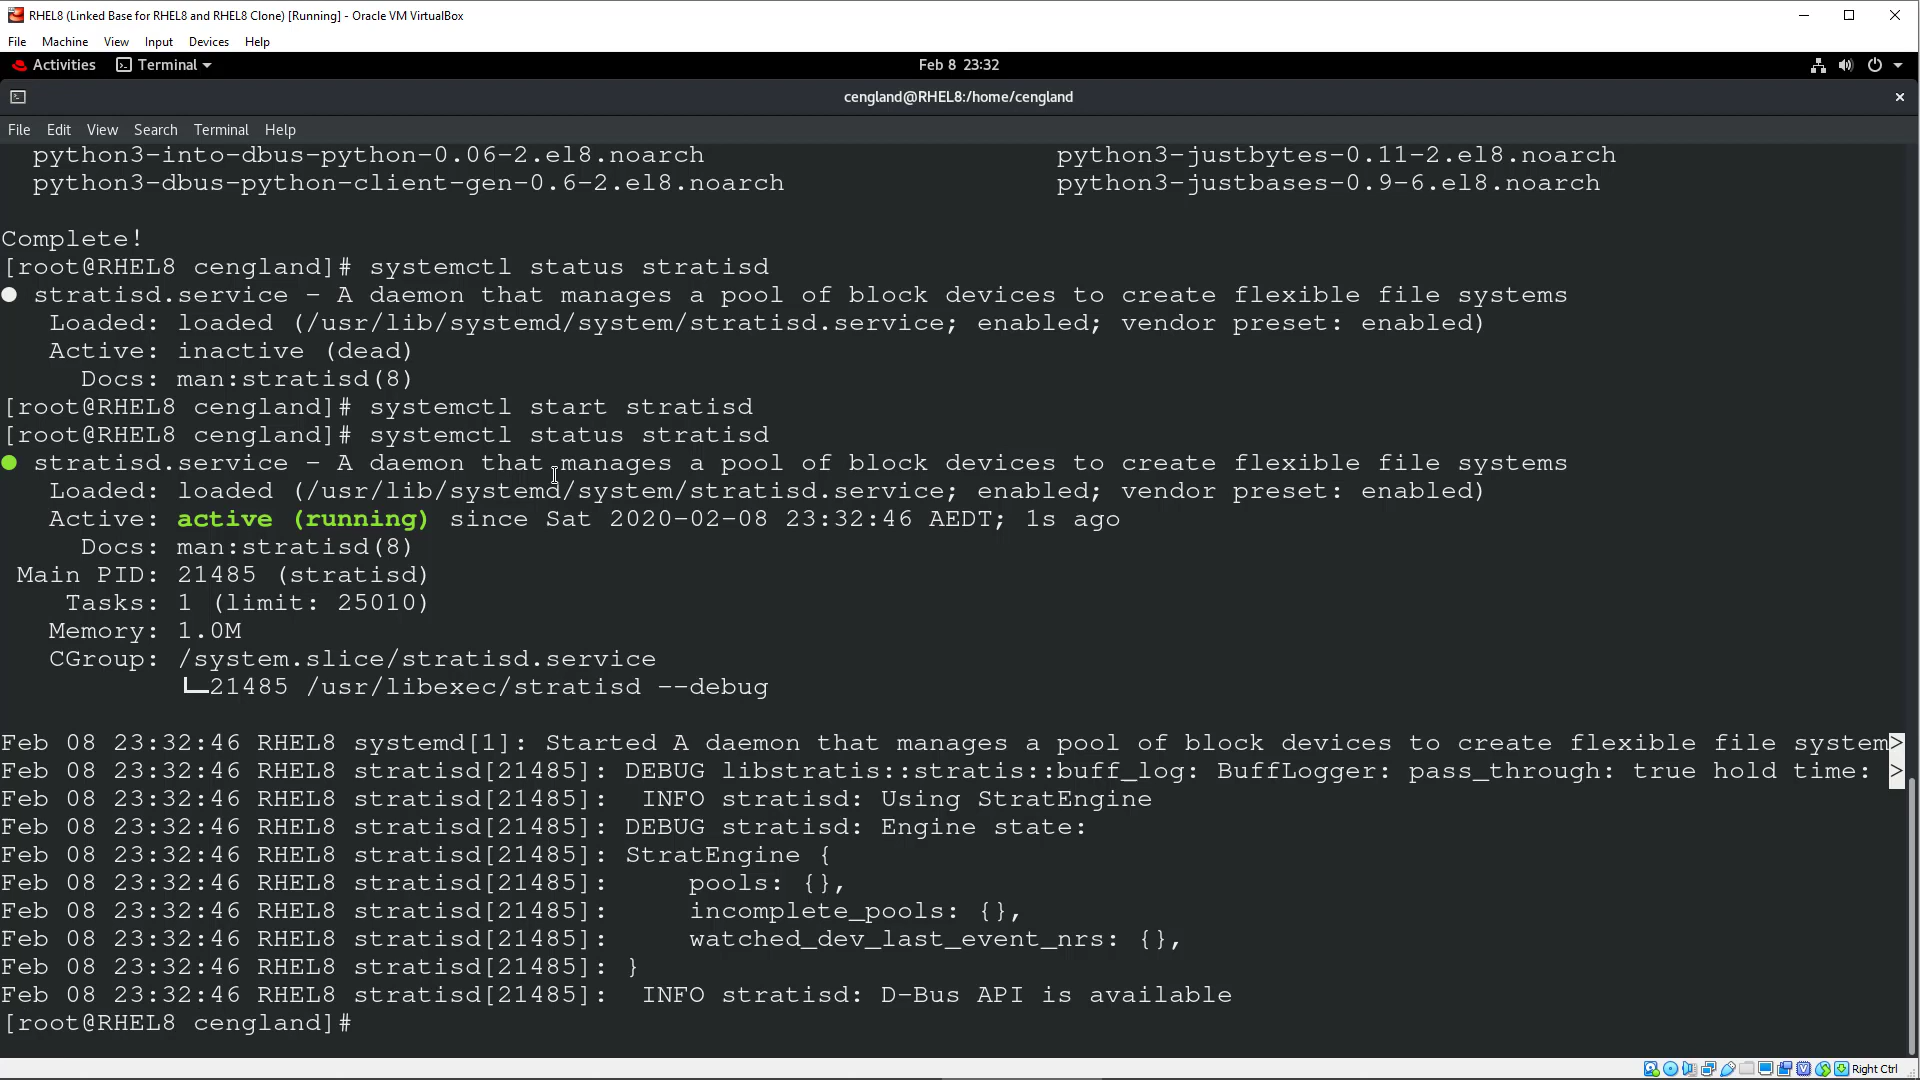 RHEL8 (Linked Base for RHEL8 and RHEL8 Clone) [Running] - Oracle VM VirtualBox
File Machine View Input Devices Help
Activities Terminal Feb 8 23:32
cengland@RHEL8:/home/cengland
File Edit View Search Terminal Help
python3-into-dbus-python-0.06-2.el8.noarch python3-justbytes-0.11-2.el8.noarch
python3-dbus-python-client-gen-0.6-2.el8.noarch python3-justbases-0.9-6.el8.noarch
Complete!
[root@RHEL8 cengland]# systemctl status stratisd
● stratisd.service - A daemon that manages a pool of block devices to create flexible file systems
Loaded: loaded (/usr/lib/systemd/system/stratisd.service; enabled; vendor preset: enabled)
Active: inactive (dead)
Docs: man:stratisd(8)
[root@RHEL8 cengland]# systemctl start stratisd
[root@RHEL8 cengland]# systemctl status stratisd
● stratisd.service - A daemon that manages a pool of block devices to create flexible file systems
Loaded: loaded (/usr/lib/systemd/system/stratisd.service; enabled; vendor preset: enabled)
Active: active (running) since Sat 2020-02-08 23:32:46 AEDT; 1s ago
Docs: man:stratisd(8)
Main PID: 21485 (stratisd)
Tasks: 1 (limit: 25010)
Memory: 1.0M
CGroup: /system.slice/stratisd.service
└─21485 /usr/libexec/stratisd --debug
Feb 08 23:32:46 RHEL8 systemd[1]: Started A daemon that manages a pool of block devices to create flexible file system>
Feb 08 23:32:46 RHEL8 stratisd[21485]: DEBUG libstratis::stratis::buff_log: BuffLogger: pass_through: true hold time: >
Feb 08 23:32:46 RHEL8 stratisd[21485]:  INFO stratisd: Using StratEngine
Feb 08 23:32:46 RHEL8 stratisd[21485]: DEBUG stratisd: Engine state:
Feb 08 23:32:46 RHEL8 stratisd[21485]: StratEngine {
Feb 08 23:32:46 RHEL8 stratisd[21485]:     pools: {},
Feb 08 23:32:46 RHEL8 stratisd[21485]:     incomplete_pools: {},
Feb 08 23:32:46 RHEL8 stratisd[21485]:     watched_dev_last_event_nrs: {},
Feb 08 23:32:46 RHEL8 stratisd[21485]: }
Feb 08 23:32:46 RHEL8 stratisd[21485]:  INFO stratisd: D-Bus API is available
[root@RHEL8 cengland]#
Right Ctrl